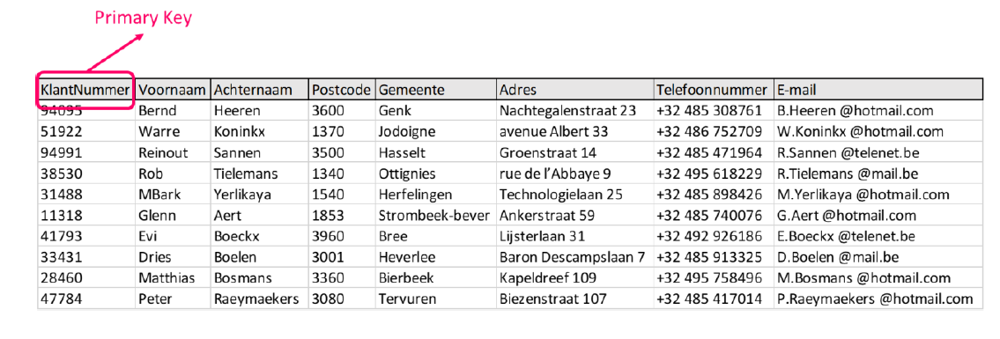 Primary Key
KlantNummer Voornaam Achternaam Postcode Gemeente Adres Telefoonnummer E-mail
94095 Bernd Heeren 3600 Genk Nachtegalenstraat 23 +32 485 308761 B.Heeren @hotmail.com
51922 Warre Koninkx 1370 Jodoigne avenue Albert 33 +32 486 752709 W.Koninkx @hotmail.com
94991 Reinout Sannen 3500 Hasselt Groenstraat 14 +32 485 471964 R.Sannen @telenet.be
38530 Rob Tielemans 1340 Ottignies rue de l’Abbaye 9 +32 495 618229 R.Tielemans @mail.be
31488 MBark Yerlikaya 1540 Herfelingen Technologielaan 25 +32 485 898426 M.Yerlikaya @hotmail.com
11318 Glenn Aert 1853 Strombeek-bever Ankerstraat 59 +32 485 740076 G.Aert @hotmail.com
41793 Evi Boeckx 3960 Bree Lijsterlaan 31 +32 492 926186 E.Boeckx @telenet.be
33431 Dries Boelen 3001 Heverlee Baron Descampslaan 7 +32 485 913325 D.Boelen @mail.be
28460 Matthias Bosmans 3360 Bierbeek Kapeldreef 109 +32 495 758496 M.Bosmans @hotmail.com
47784 Peter Raeymaekers 3080 Tervuren Biezenstraat 107 +32 485 417014 P.Raeymaekers @hotmail.com